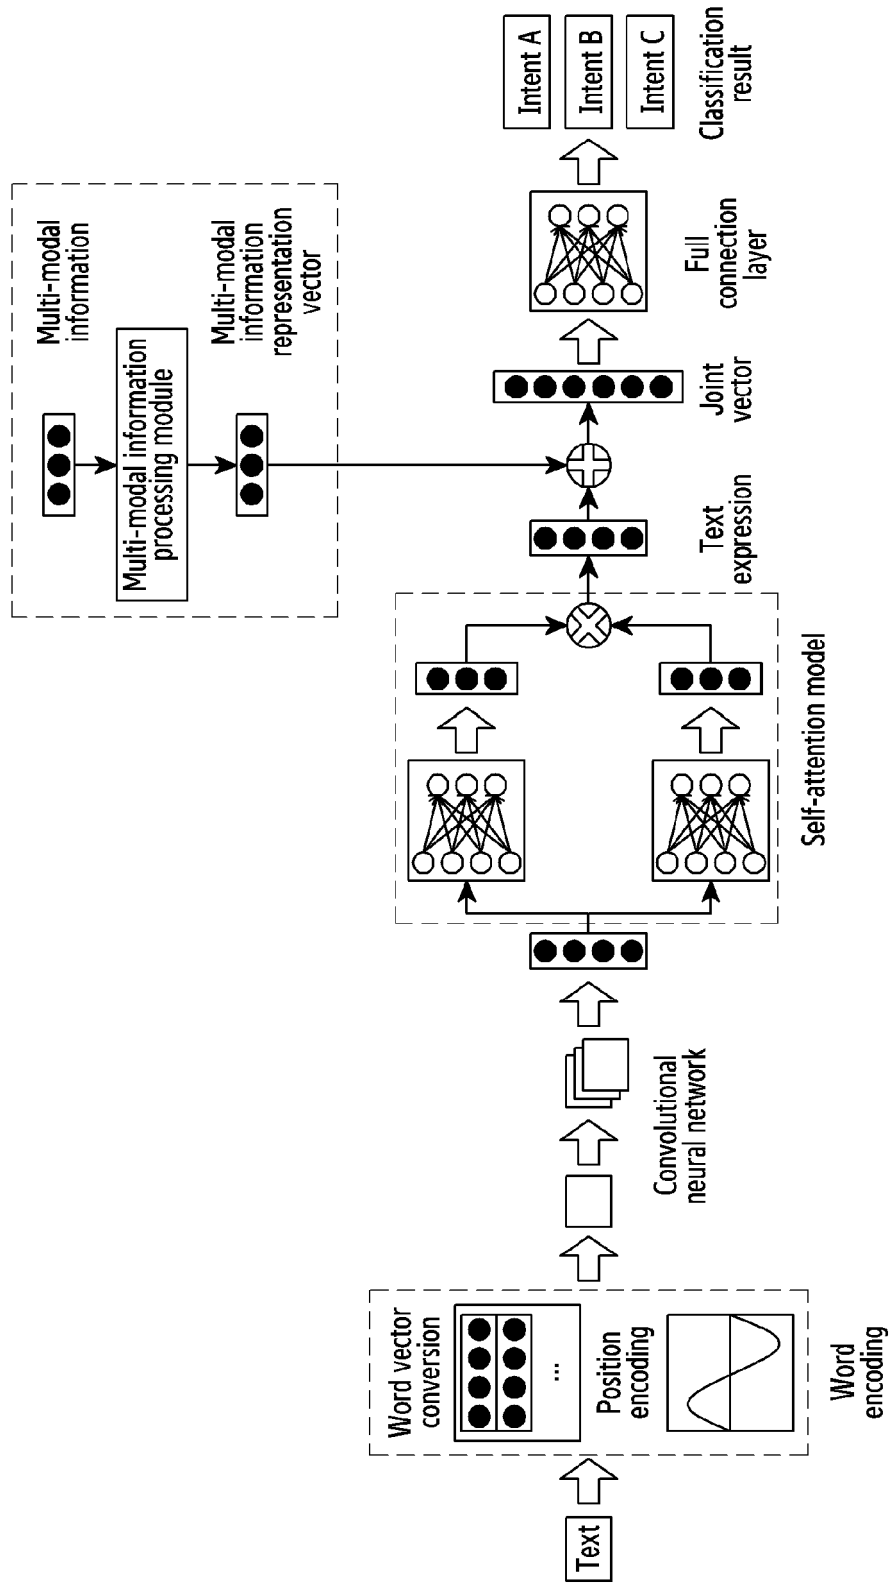 Text
Word vector
conversion
...
Position
encoding
Word
encoding
Convolutional
neural network
Self-attention model
Multi-modal
information
Multi-modal information
processing module
Multi-modal
information
representation
vector
Text
expression
Joint
vector
Full
connection
layer
Intent A
Intent B
Intent C
Classification
result